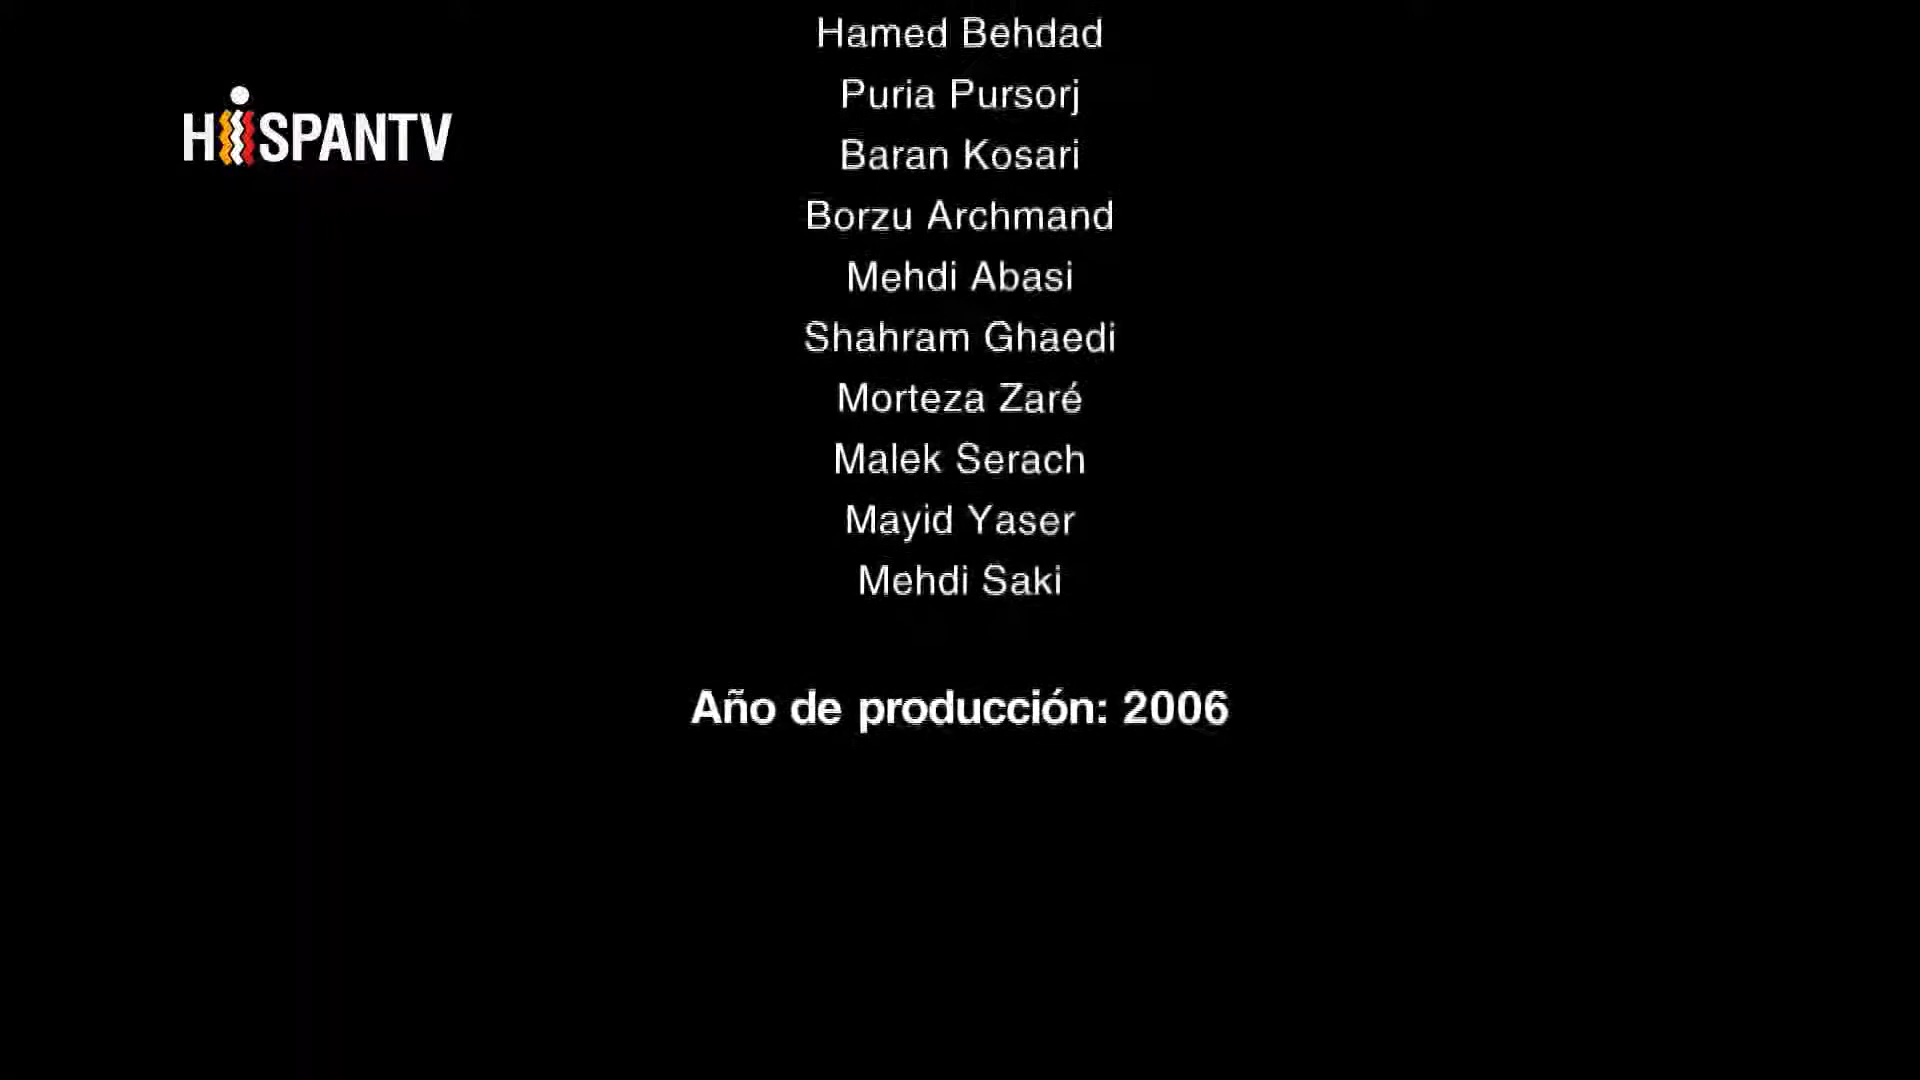 Hamed Behdad
Puria Pursorj
HISPANTV
Baran Kosari
Borzu Archmand
Mehdi Abasi
Shahram Ghaedi
Morteza Zaré
Malek Serach
Mayid Yaser
Mehdi Saki
Año de producción: 2006